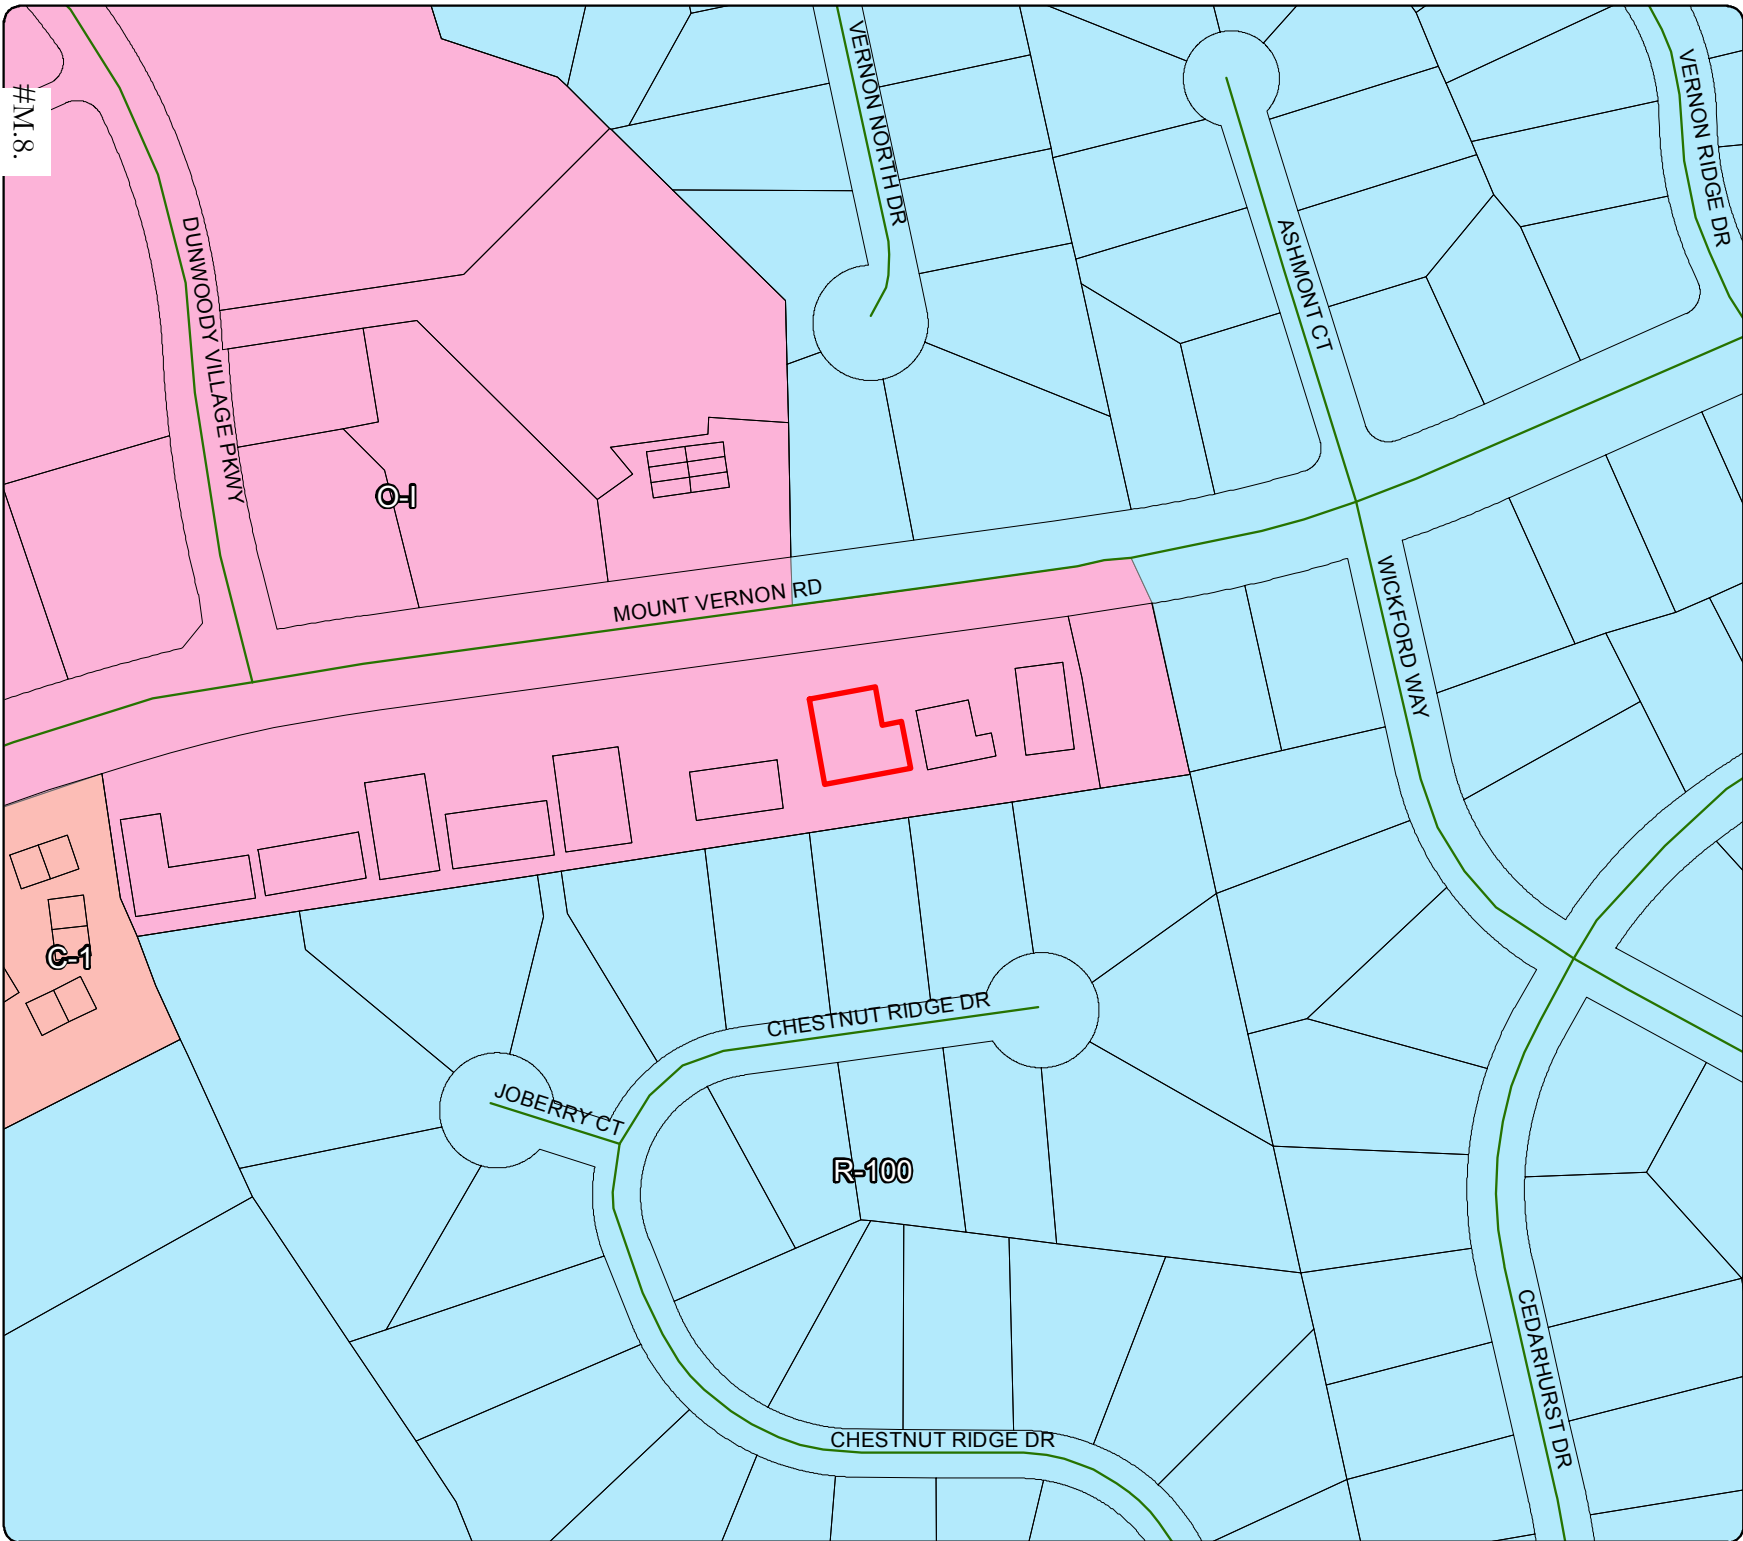 #M.8.
VERNON NORTH DR
VERNON RIDGE DR
DUNWOODY VILLAGE PKWY
ASHMONT CT
O-I
MOUNT VERNON RD
WICKFORD WAY
C-1
CHESTNUT RIDGE DR
JOBERRY CT
R-100
CEDARHURST DR
CHESTNUT RIDGE DR